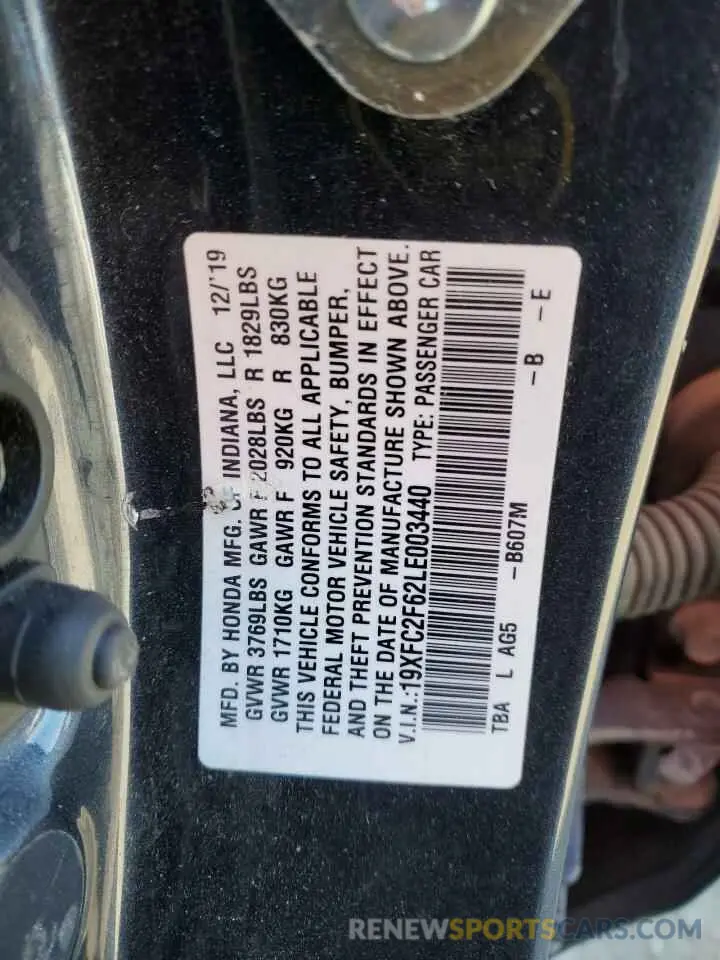 MFD. BY HONDA MFG. OF INDIANA, LLC 12/'19
GVWR 3769LBS GAWR F 2028LBS R 1829LBS
GVWR 1710KG GAWR F 920KG R 830KG
THIS VEHICLE CONFORMS TO ALL APPLICABLE
FEDERAL MOTOR VEHICLE SAFETY, BUMPER,
AND THEFT PREVENTION STANDARDS IN EFFECT
ON THE DATE OF MANUFACTURE SHOWN ABOVE.
V.I.N.:19XFC2F62LE003440 TYPE: PASSENGER CAR
TBA L AG5 -B607M -B -E
RENEWSPORTSCARS.COM